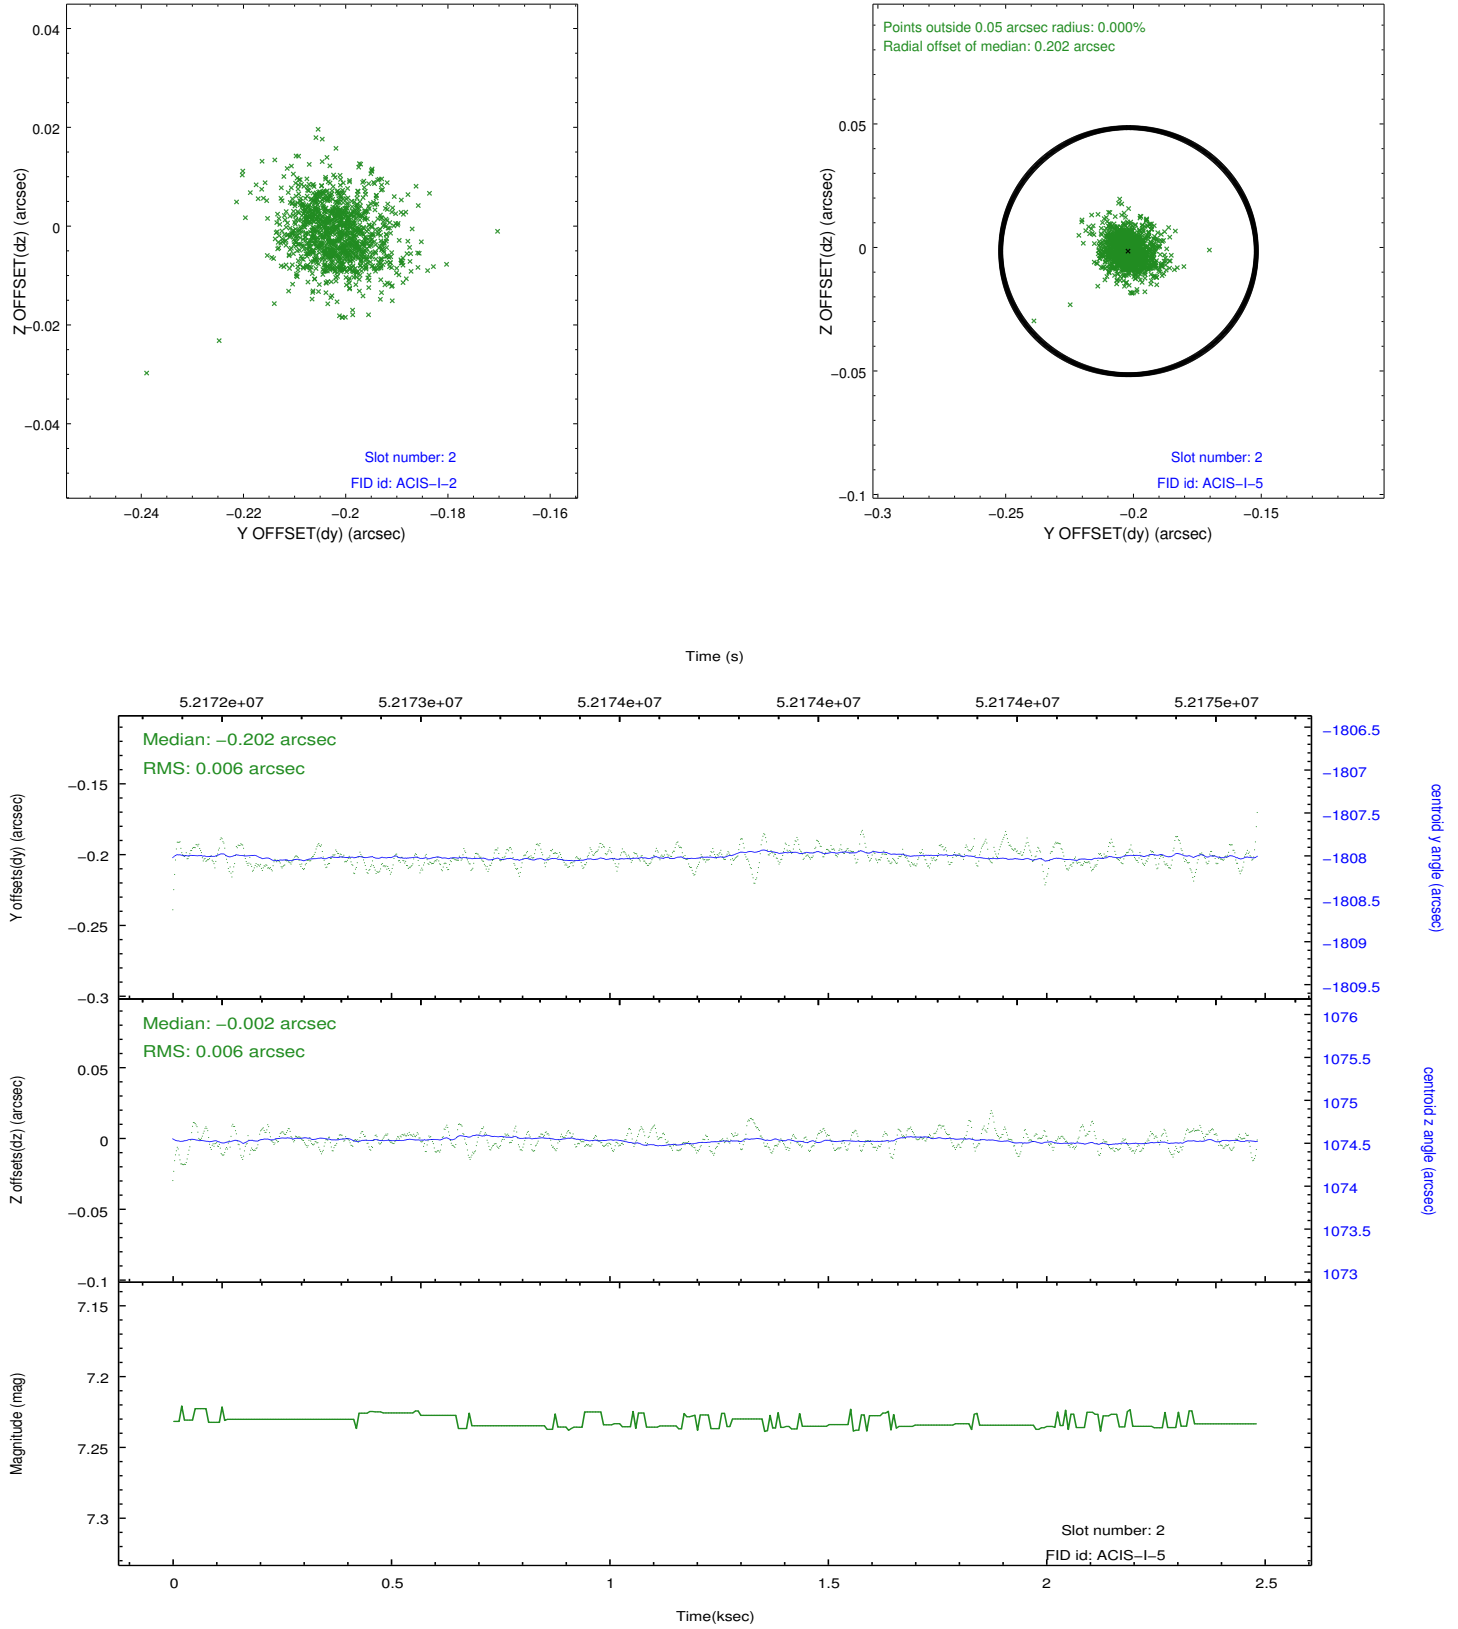 0.04
0.02
0
−0.02
−0.04
Z OFFSET(dz) (arcsec)
Slot number: 2
FID id: ACIS−I−2
−0.24
−0.22
−0.2
−0.18
−0.16
Y OFFSET(dy) (arcsec)
Points outside 0.05 arcsec radius: 0.000%
Radial offset of median: 0.202 arcsec
0.05
0
−0.05
−0.1
Z OFFSET(dz) (arcsec)
Slot number: 2
FID id: ACIS−I−5
−0.3
−0.25
−0.2
−0.15
Y OFFSET(dy) (arcsec)
Time (s)
5.2172e+07
5.2173e+07
5.2174e+07
5.2174e+07
5.2174e+07
5.2175e+07
Median: −0.202 arcsec
RMS: 0.006 arcsec
−0.15
−0.2
−0.25
−0.3
Y offsets(dy) (arcsec)
−1806.5
−1807
−1807.5
−1808
−1808.5
−1809
−1809.5
centroid y angle (arcsec)
Median: −0.002 arcsec
RMS: 0.006 arcsec
0.05
0
−0.05
−0.1
Z offsets(dz) (arcsec)
1076
1075.5
1075
1074.5
1074
1073.5
1073
centroid z angle (arcsec)
7.15
7.2
7.25
7.3
Magnitude (mag)
Slot number: 2
FID id: ACIS−I−5
0
0.5
1
1.5
2
2.5
Time(ksec)